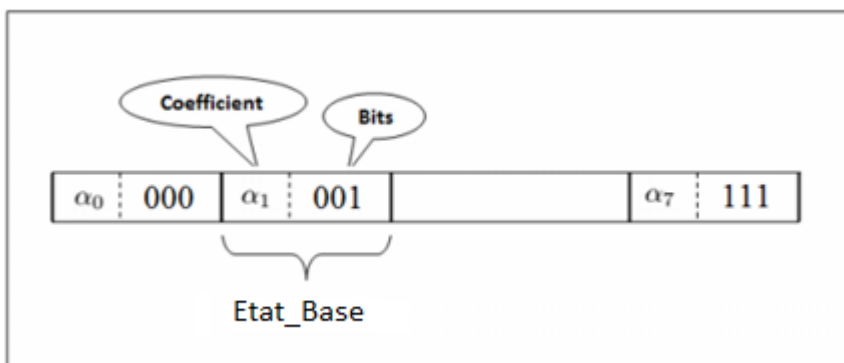 Coefficient
Bits
α₀ 000 α₁ 001 α₇ 111
Etat_Base